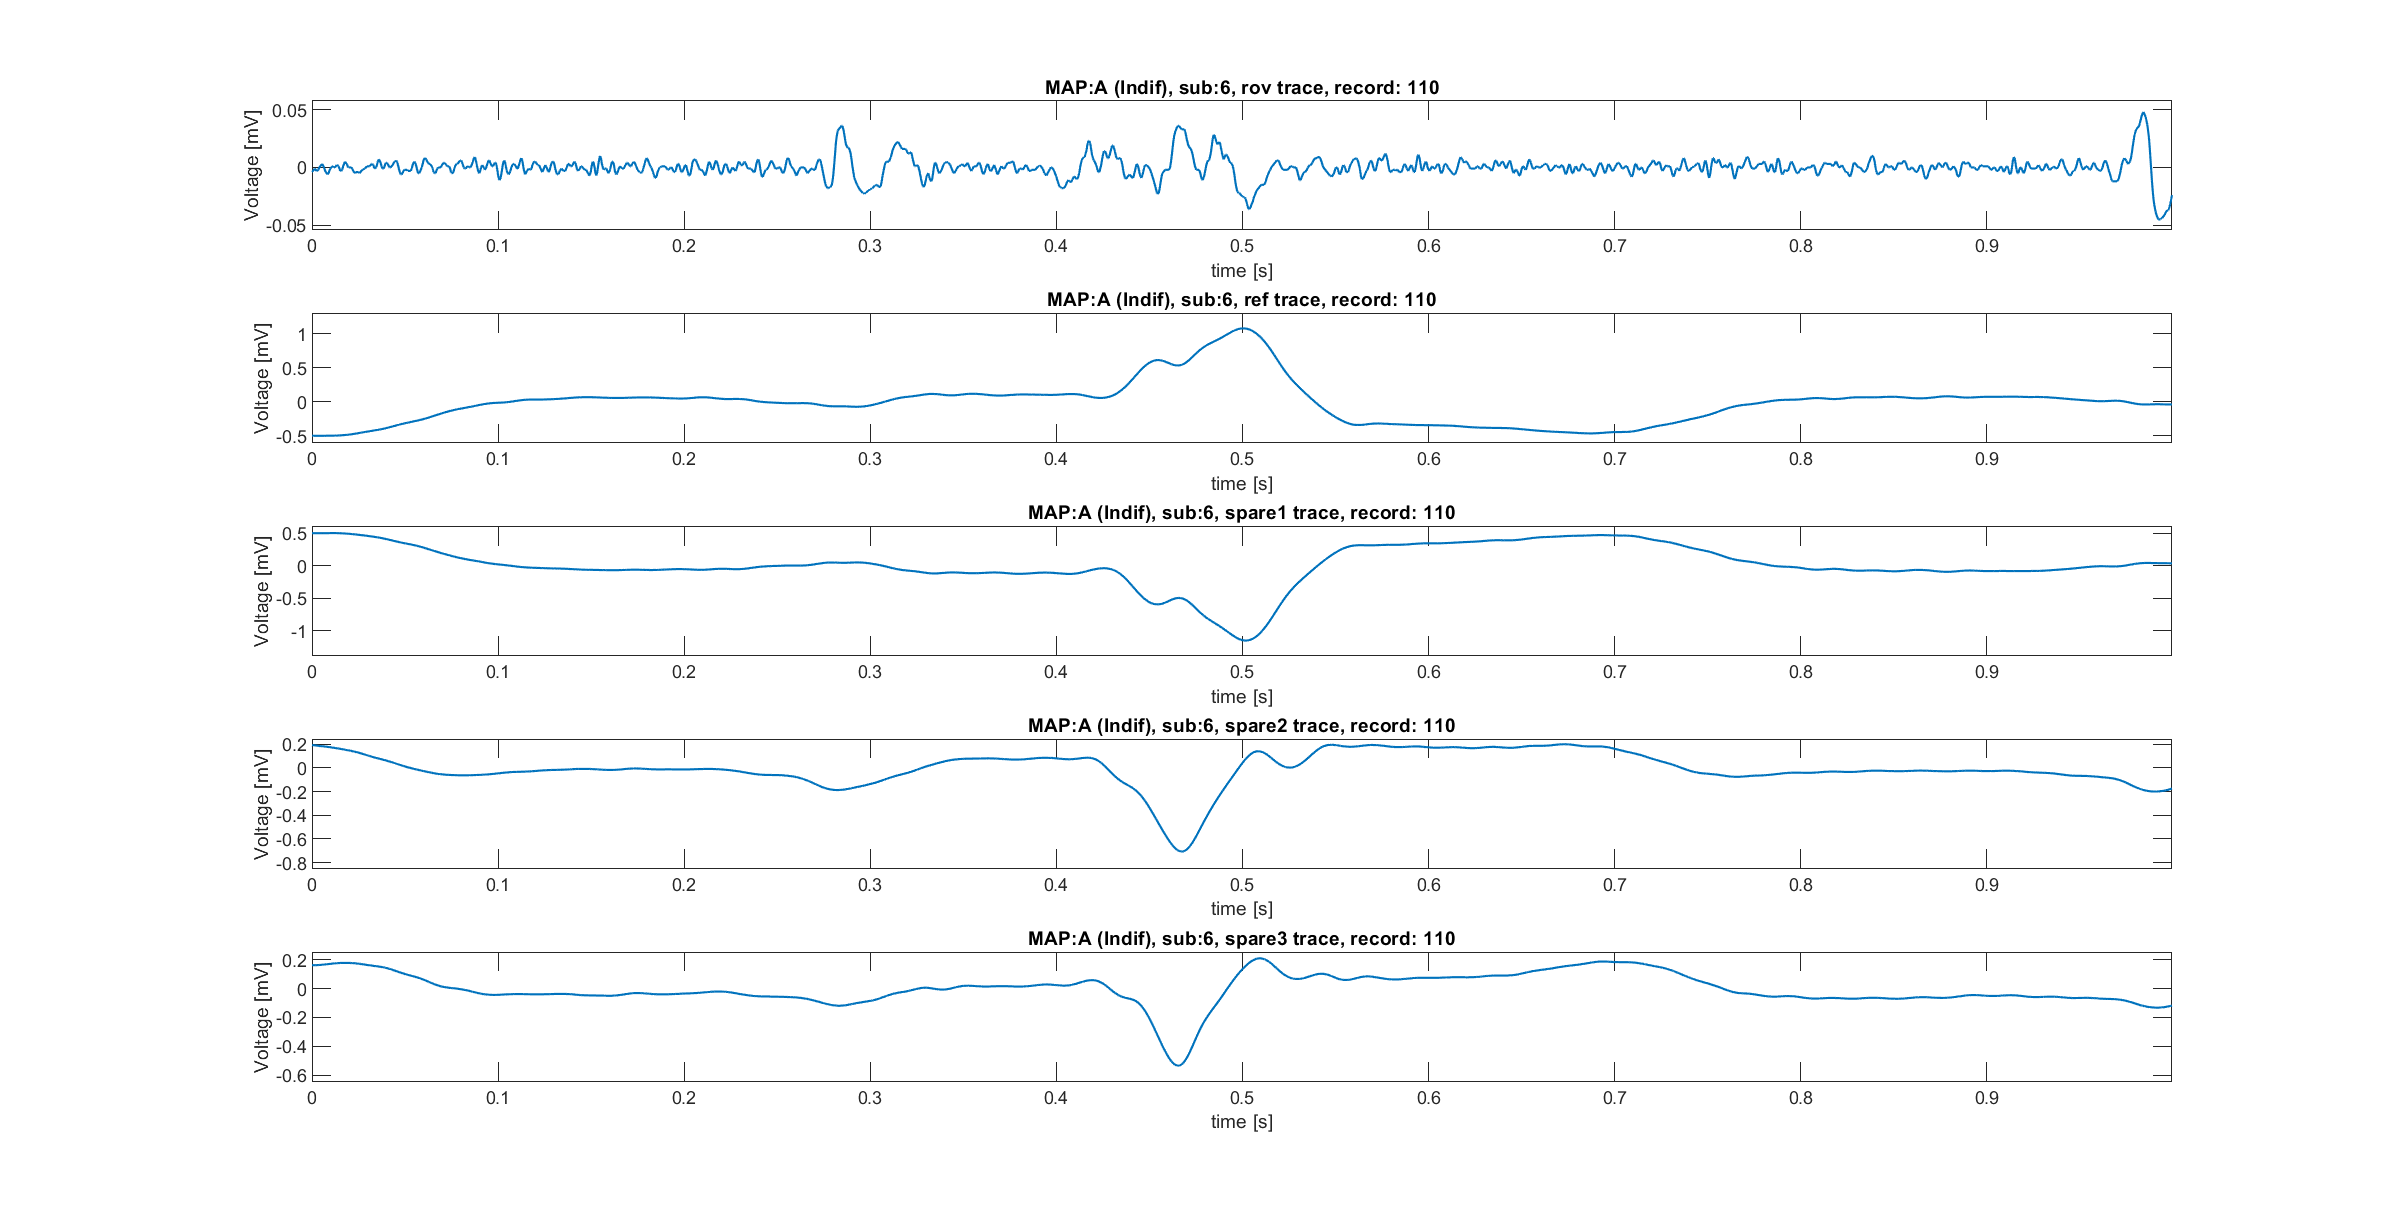 MAP:A (Indif), sub:6, rov trace, record: 110
Voltage [mV]
0.05
0
-0.05
0 0.1 0.2 0.3 0.4 0.5 0.6 0.7 0.8 0.9
time [s]
MAP:A (Indif), sub:6, ref trace, record: 110
Voltage [mV]
1
0.5
0
-0.5
0 0.1 0.2 0.3 0.4 0.5 0.6 0.7 0.8 0.9
time [s]
MAP:A (Indif), sub:6, spare1 trace, record: 110
Voltage [mV]
0.5
0
-0.5
-1
0 0.1 0.2 0.3 0.4 0.5 0.6 0.7 0.8 0.9
time [s]
MAP:A (Indif), sub:6, spare2 trace, record: 110
Voltage [mV]
0.2
0
-0.2
-0.4
-0.6
-0.8
0 0.1 0.2 0.3 0.4 0.5 0.6 0.7 0.8 0.9
time [s]
MAP:A (Indif), sub:6, spare3 trace, record: 110
Voltage [mV]
0.2
0
-0.2
-0.4
-0.6
0 0.1 0.2 0.3 0.4 0.5 0.6 0.7 0.8 0.9
time [s]